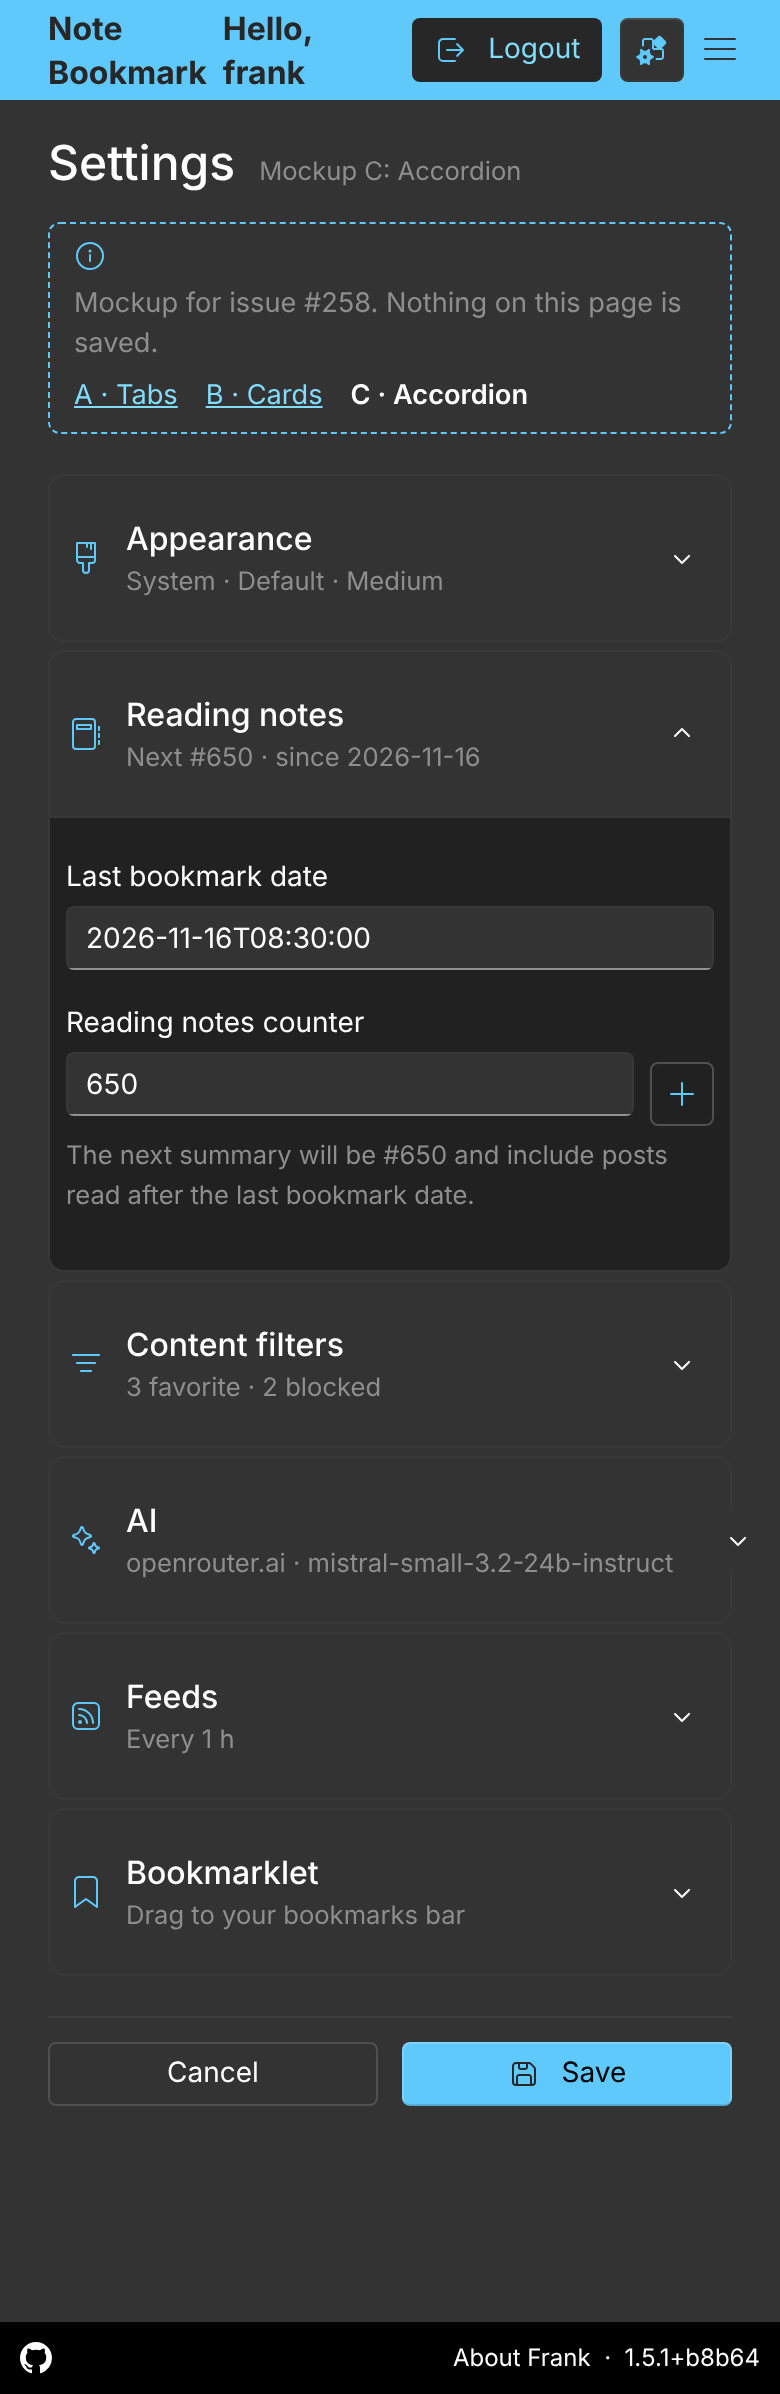 Note Bookmark
Hello, frank
Logout
Settings
Mockup C: Accordion
Mockup for issue #258. Nothing on this page is
saved.
A · Tabs B · Cards C · Accordion
Appearance
System · Default · Medium
Reading notes
Next #650 · since 2026-11-16
Last bookmark date
2026-11-16T08:30:00
Reading notes counter
650
The next summary will be #650 and include posts
read after the last bookmark date.
Content filters
3 favorite · 2 blocked
AI
openrouter.ai · mistral-small-3.2-24b-instruct
Feeds
Every 1 h
Bookmarklet
Drag to your bookmarks bar
Cancel
Save
About Frank · 1.5.1+b8b64